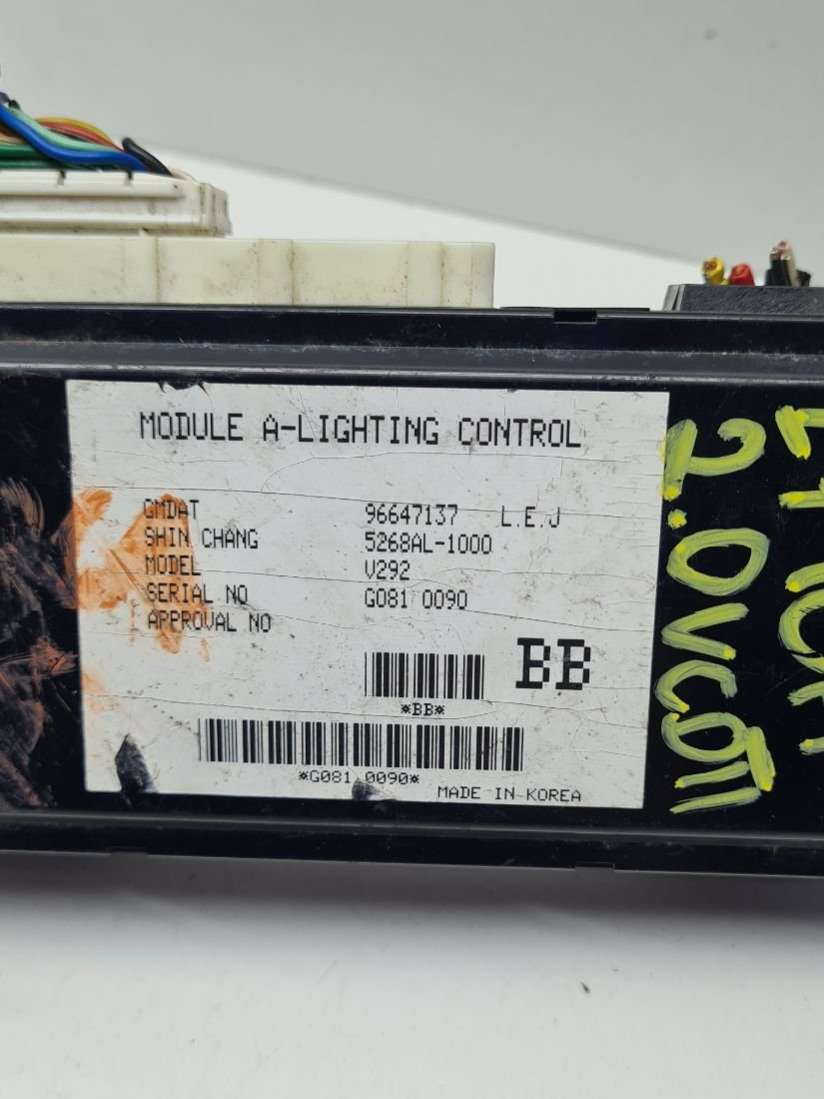 MODULE A-LIGHTING CONTROL
GMDAT 96647137 L.E.J
SHIN CHANG 5268AL-1000
MODEL V292
SERIAL NO G081 0090
APPROVAL NO
BB
*BB*
*G081 0090*
MADE IN KOREA
2.0VCDTI